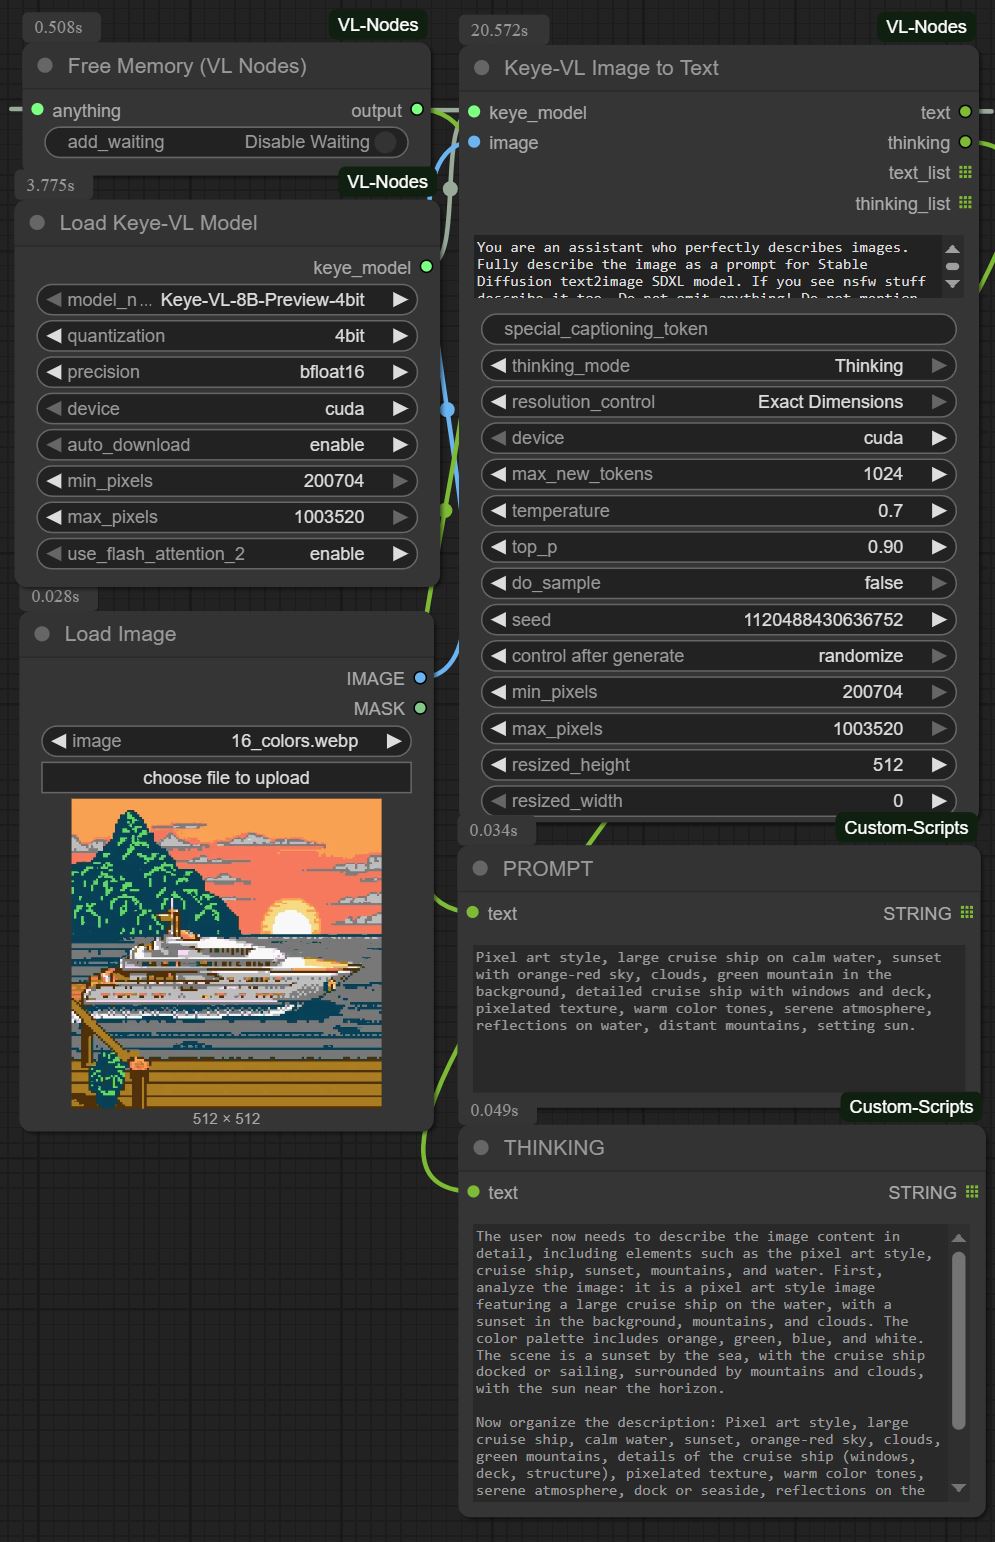 0.508s
VL-Nodes
Free Memory (VL Nodes)
anything output
add_waiting Disable Waiting
3.775s
VL-Nodes
Load Keye-VL Model
keye_model
model_n... Keye-VL-8B-Preview-4bit
quantization 4bit
precision bfloat16
device cuda
auto_download enable
min_pixels 200704
max_pixels 1003520
use_flash_attention_2 enable
0.028s
Load Image
IMAGE
MASK
image 16_colors.webp
choose file to upload
512 × 512
20.572s
VL-Nodes
Keye-VL Image to Text
keye_model text
image thinking
text_list
thinking_list
You are an assistant who perfectly describes images.
Fully describe the image as a prompt for Stable
Diffusion text2image SDXL model. If you see nsfw stuff
describe it too. Do not omit anything! Do not mention
special_captioning_token
thinking_mode Thinking
resolution_control Exact Dimensions
device cuda
max_new_tokens 1024
temperature 0.7
top_p 0.90
do_sample false
seed 1120488430636752
control after generate randomize
min_pixels 200704
max_pixels 1003520
resized_height 512
resized_width 0
0.034s
Custom-Scripts
PROMPT
text STRING
Pixel art style, large cruise ship on calm water, sunset
with orange-red sky, clouds, green mountain in the
background, detailed cruise ship with windows and deck,
pixelated texture, warm color tones, serene atmosphere,
reflections on water, distant mountains, setting sun.
0.049s
Custom-Scripts
THINKING
text STRING
The user now needs to describe the image content in
detail, including elements such as the pixel art style,
cruise ship, sunset, mountains, and water. First,
analyze the image: it is a pixel art style image
featuring a large cruise ship on the water, with a
sunset in the background, mountains, and clouds. The
color palette includes orange, green, blue, and white.
The scene is a sunset by the sea, with the cruise ship
docked or sailing, surrounded by mountains and clouds,
with the sun near the horizon.
Now organize the description: Pixel art style, large
cruise ship, calm water, sunset, orange-red sky, clouds,
green mountains, details of the cruise ship (windows,
deck, structure), pixelated texture, warm color tones,
serene atmosphere, dock or seaside, reflections on the